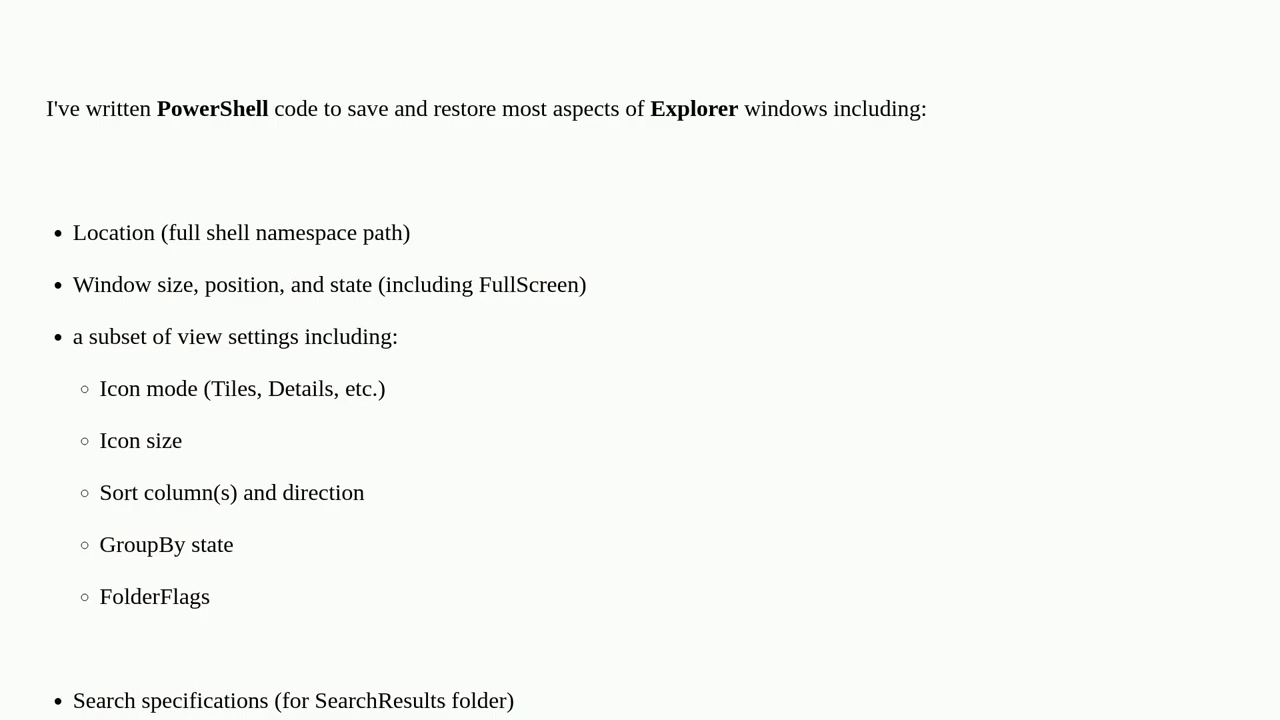 I've written PowerShell code to save and restore most aspects of Explorer windows including:
Location (full shell namespace path)
Window size, position, and state (including FullScreen)
a subset of view settings including:
Icon mode (Tiles, Details, etc.)
Icon size
Sort column(s) and direction
GroupBy state
FolderFlags
Search specifications (for SearchResults folder)